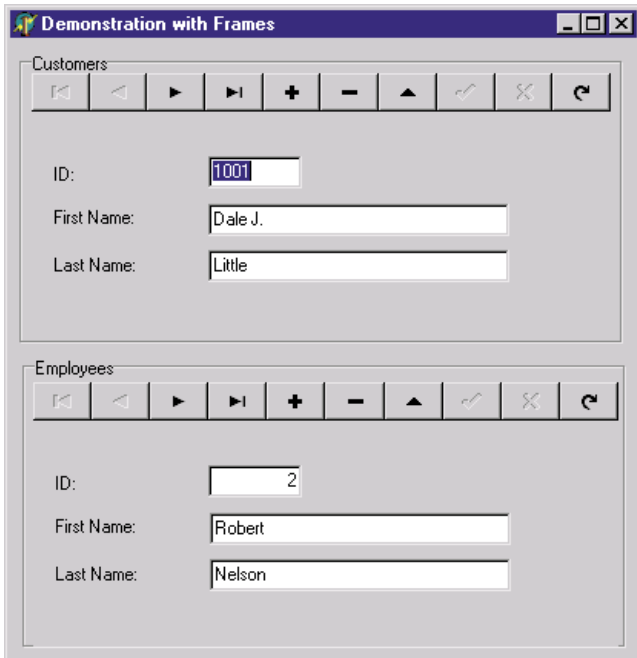 Demonstration with Frames
Customers
ID: 1001
First Name: Dale J.
Last Name: Little
Employees
ID: 2
First Name: Robert
Last Name: Nelson